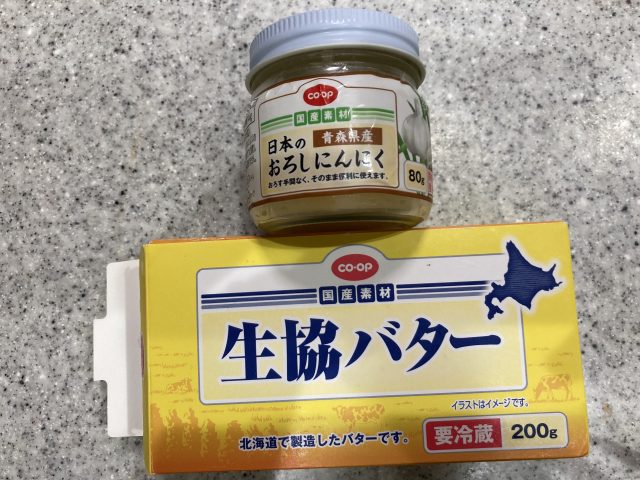 co-op
国産素材
日本の
青森県産
おろしにんにく
おろす手間なく、そのまま便利に使えます。
80g
co-op
国産素材
生協バター
イラストはイメージです。
北海道で製造したバターです。
要冷蔵 200g